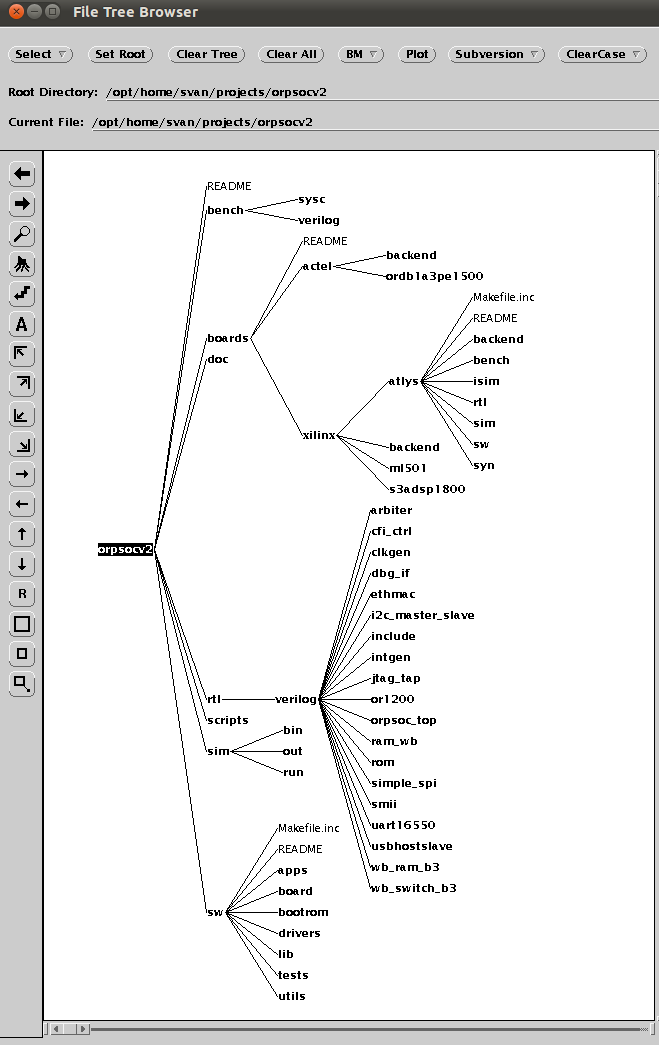 File Tree Browser
Select Set Root Clear Tree Clear All BM Plot Subversion ClearCase
Root Directory: /opt/home/svan/projects/orpsocv2
Current File: /opt/home/svan/projects/orpsocv2
README
sysc
bench
verilog
README
backend
actel
ordb1a3pe1500
Makefile.inc
README
boards backend
doc bench
atlys isim
rtl
sim
xilinx
backend sw
ml501 syn
s3adsp1800
arbiter
cfi_ctrl
orpsocv2 clkgen
dbg_if
ethmac
i2c_master_slave
include
intgen
jtag_tap
rtl verilog or1200
scripts orpsoc_top
bin
ram_wb
sim out
rom
run
simple_spi
smii
Makefile.inc uart16550
README usbhostslave
apps wb_ram_b3
board wb_switch_b3
sw bootrom
drivers
lib
tests
utils
A
R